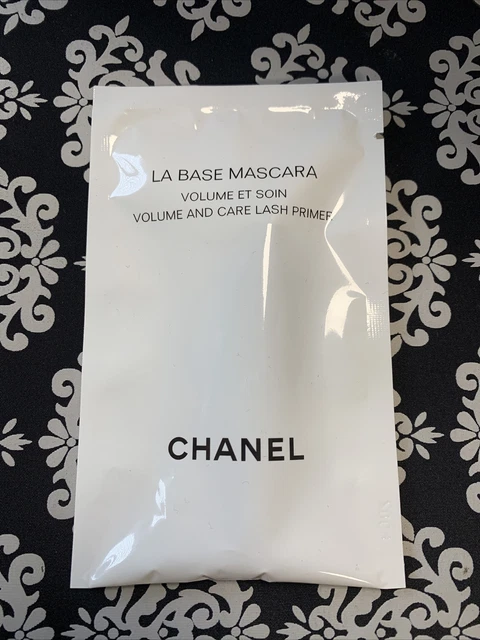 LA BASE MASCARA
VOLUME ET SOIN
VOLUME AND CARE LASH PRIMER
CHANEL